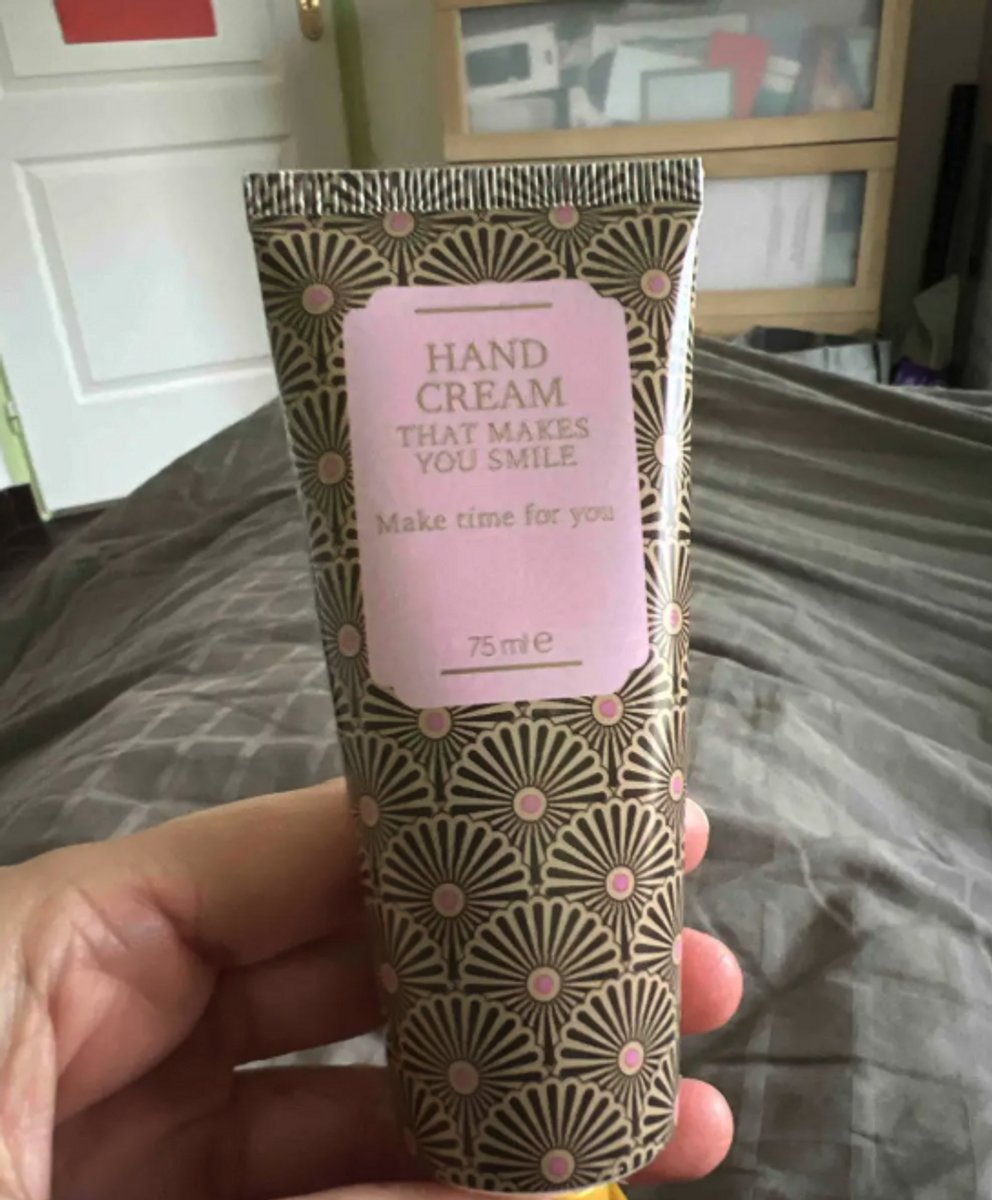 HAND
CREAM
THAT MAKES
YOU SMILE
Make time for you
75 ml e